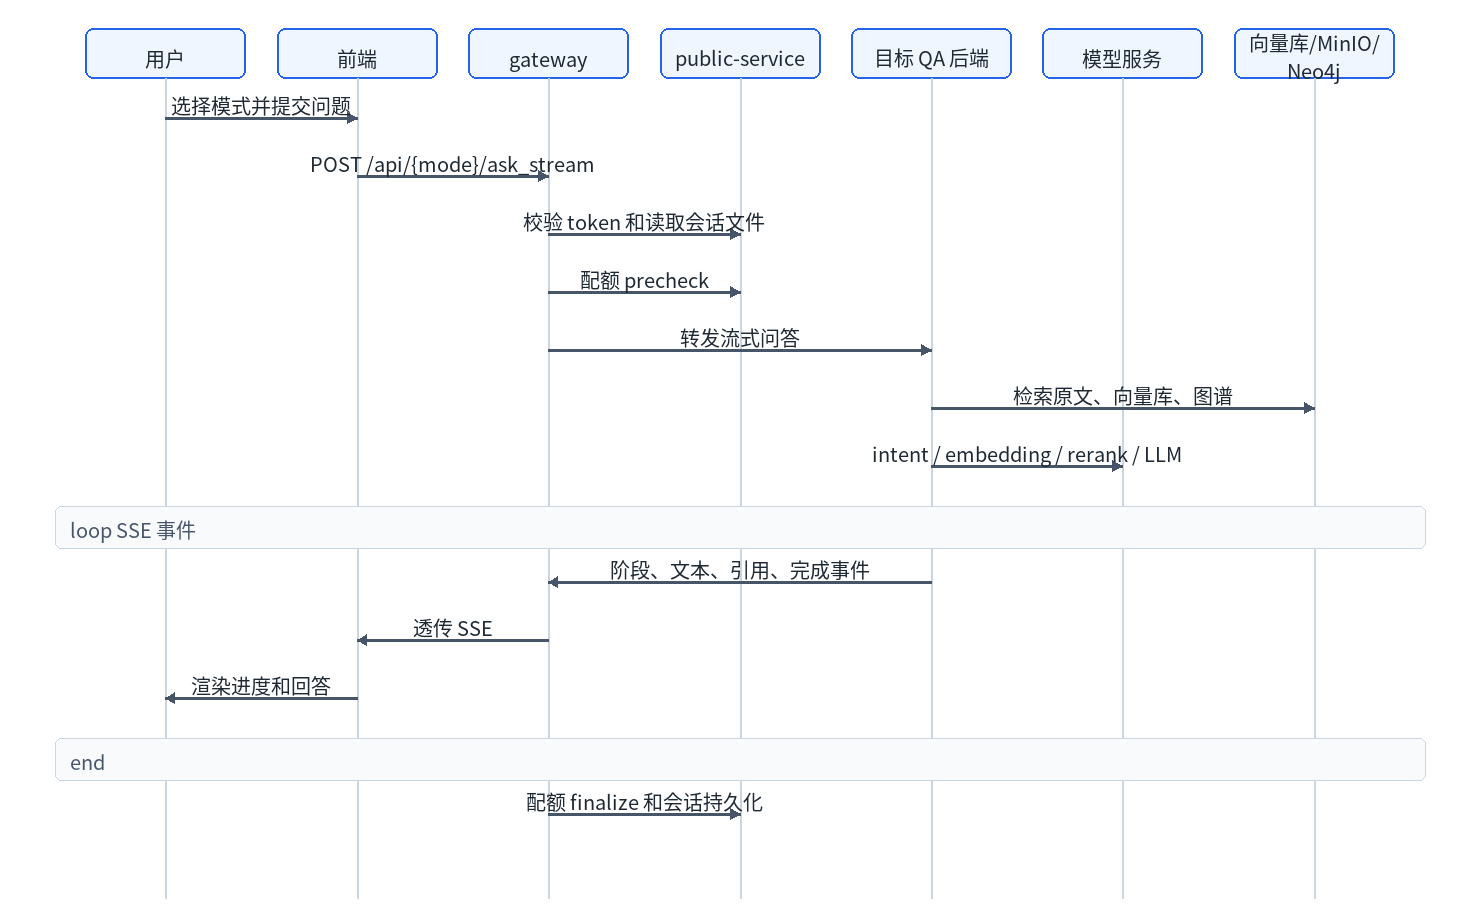 用户
前端
gateway
public-service
目标 QA 后端
模型服务
向量库/MinIO/
Neo4j
选择模式并提交问题
POST /api/{mode}/ask_stream
校验 token 和读取会话文件
配额 precheck
转发流式问答
检索原文、向量库、图谱
intent / embedding / rerank / LLM
loop SSE 事件
阶段、文本、引用、完成事件
透传 SSE
渲染进度和回答
end
配额 finalize 和会话持久化